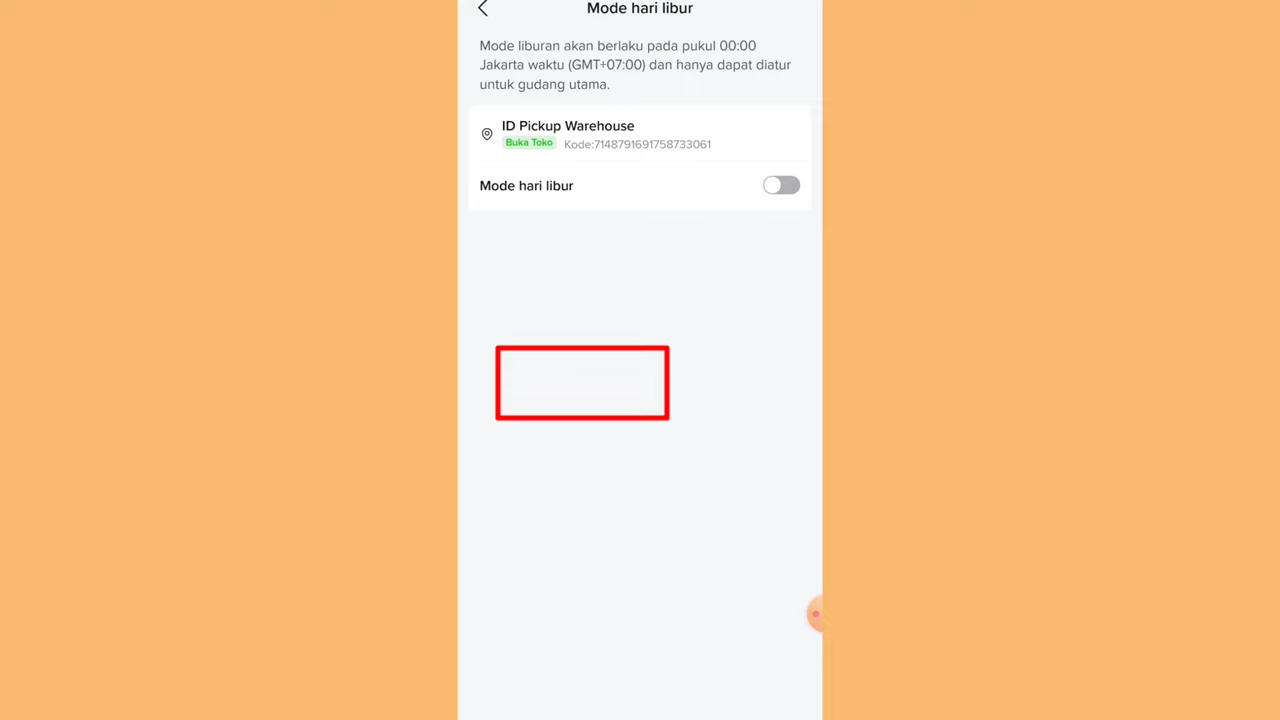 Mode hari libur
Mode liburan akan berlaku pada pukul 00:00
Jakarta waktu (GMT+07:00) dan hanya dapat diatur
untuk gudang utama.
ID Pickup Warehouse
Buka Toko Kode:7148791691758733061
Mode hari libur